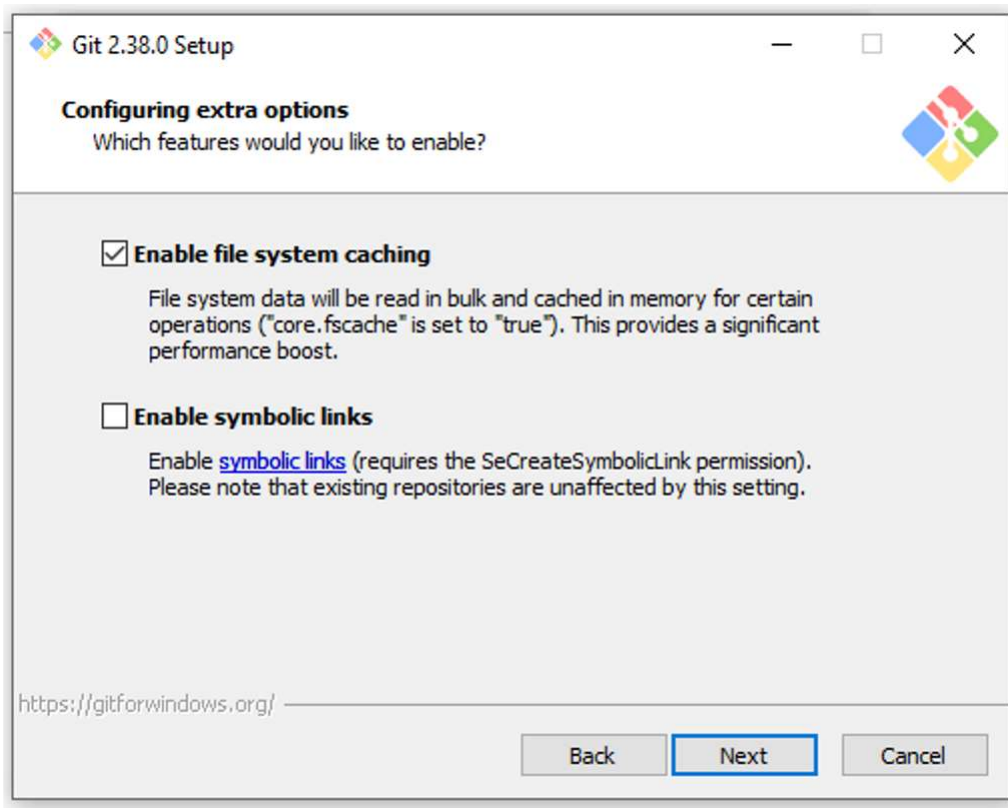 Git 2.38.0 Setup
Configuring extra options
Which features would you like to enable?
Enable file system caching
File system data will be read in bulk and cached in memory for certain
operations ("core.fscache" is set to "true"). This provides a significant
performance boost.
Enable symbolic links
Enable symbolic links (requires the SeCreateSymbolicLink permission).
Please note that existing repositories are unaffected by this setting.
https://gitforwindows.org/
Back Next Cancel